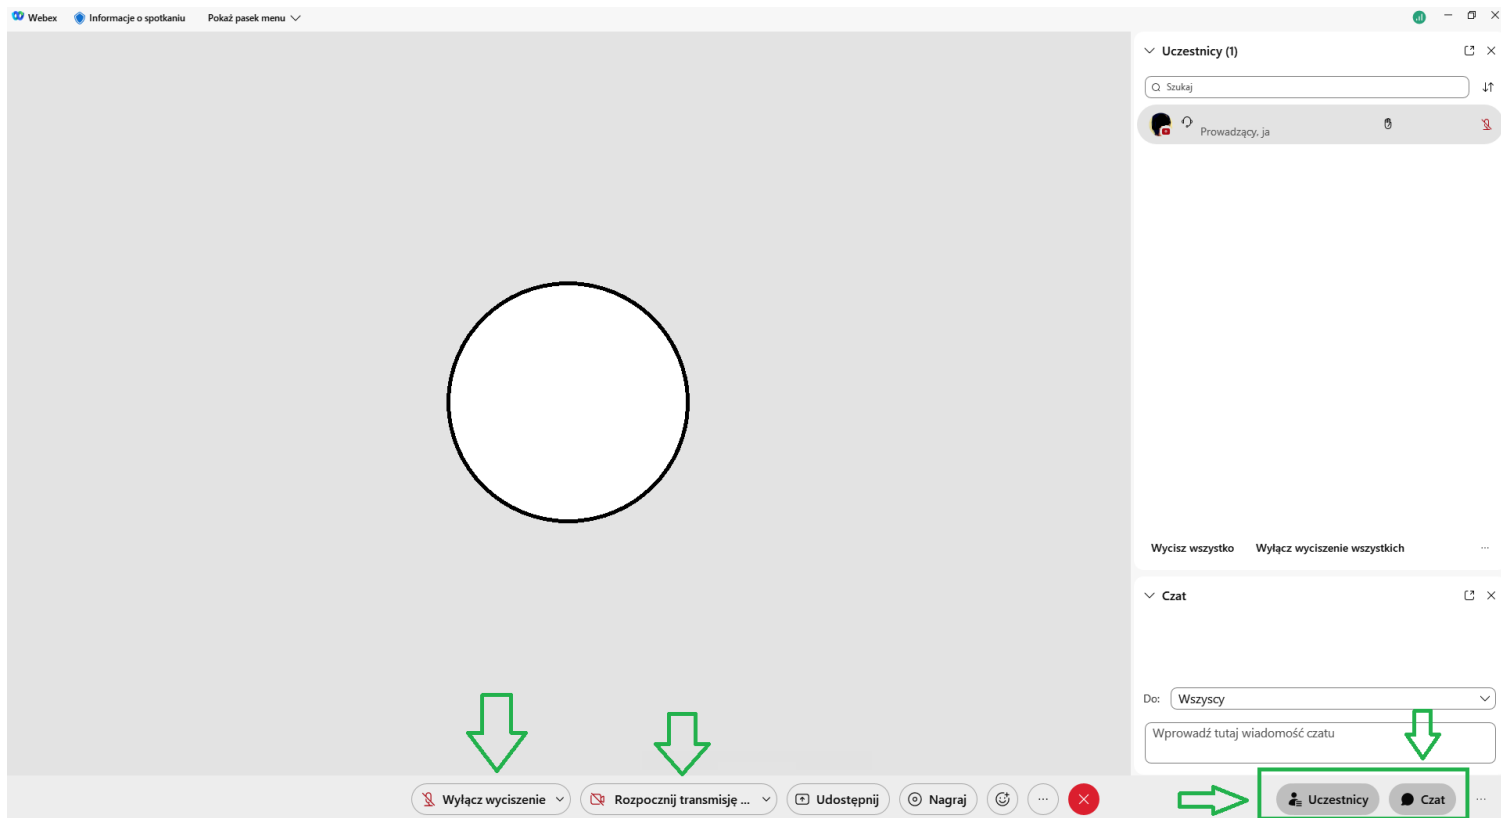 Webex Informacje o spotkaniu Pokaż pasek menu
Uczestnicy (1)
Szukaj
Prowadzący, ja
Wycisz wszystko Wyłącz wyciszenie wszystkich
Czat
Do: Wszyscy
Wprowadź tutaj wiadomość czatu
Wyłącz wyciszenie Rozpocznij transmisję ... Udostępnij Nagraj Uczestnicy Czat